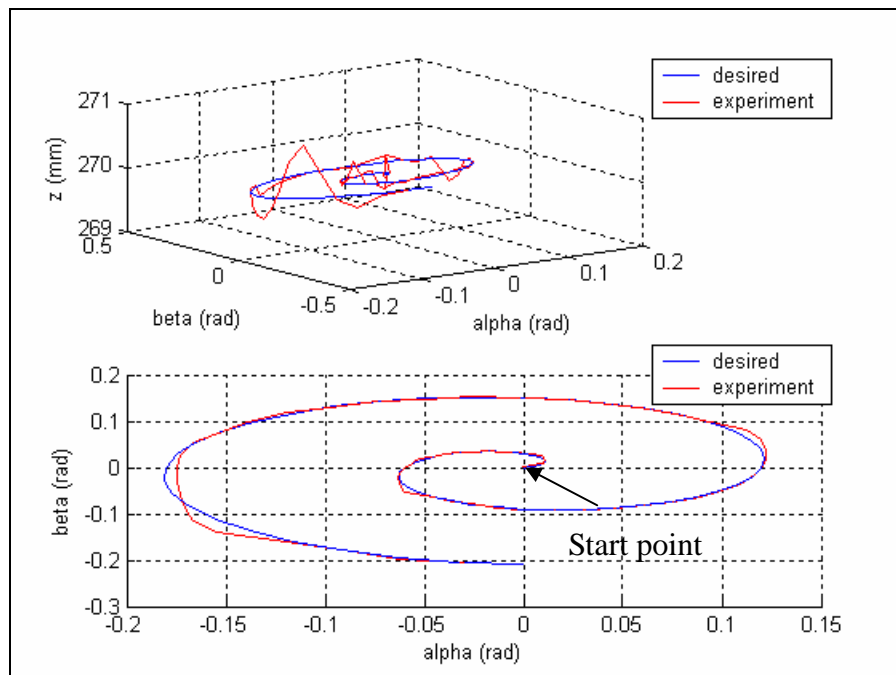 desired
experiment
271
270
269
z (mm)
0.5
0
-0.5
beta (rad)
-0.2
-0.1
0
0.1
0.2
alpha (rad)
desired
experiment
0.2
0.1
0
-0.1
-0.2
-0.3
beta (rad)
Start point
-0.2
-0.15
-0.1
-0.05
0
0.05
0.1
0.15
alpha (rad)